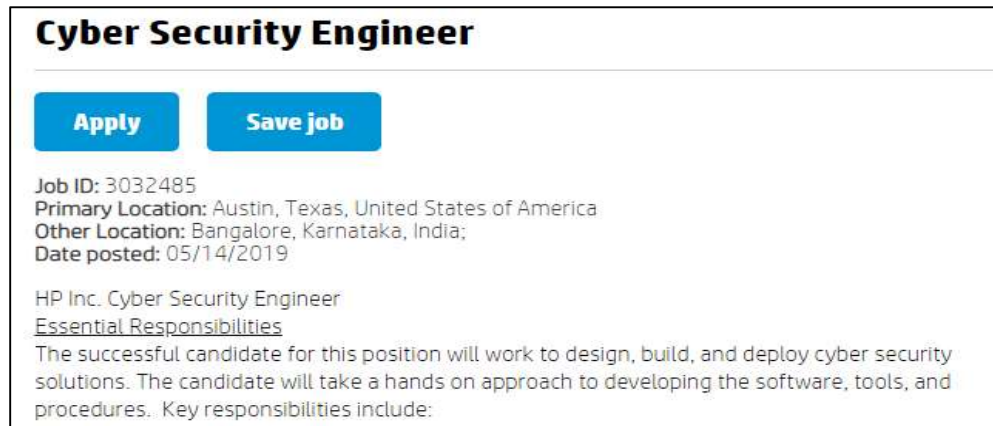 Cyber Security Engineer
Apply Save job
Job ID: 3032485
Primary Location: Austin, Texas, United States of America
Other Location: Bangalore, Karnataka, India;
Date posted: 05/14/2019
HP Inc. Cyber Security Engineer
Essential Responsibilities
The successful candidate for this position will work to design, build, and deploy cyber security
solutions. The candidate will take a hands on approach to developing the software, tools, and
procedures. Key responsibilities include: